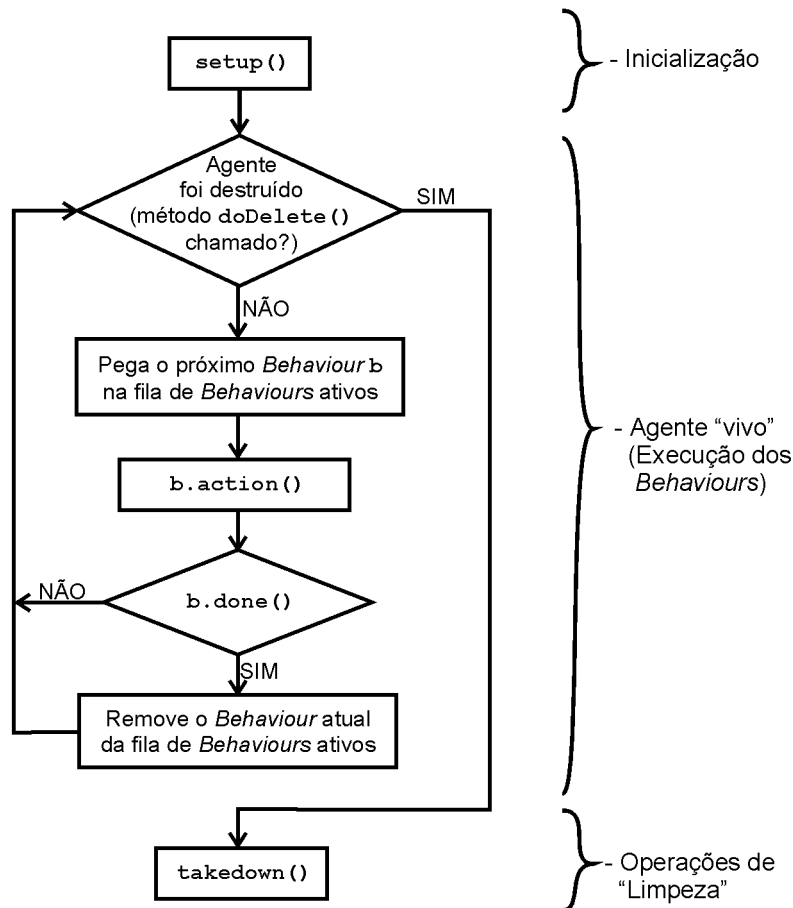 setup()
- Inicialização
Agente
foi destruído
(método doDelete()
chamado?)
SIM
NÃO
Pega o próximo Behaviour b
na fila de Behaviours ativos
- Agente “vivo”
(Execução dos
Behaviours)
b.action()
NÃO
b.done()
SIM
Remove o Behaviour atual
da fila de Behaviours ativos
takedown()
- Operações de
“Limpeza”